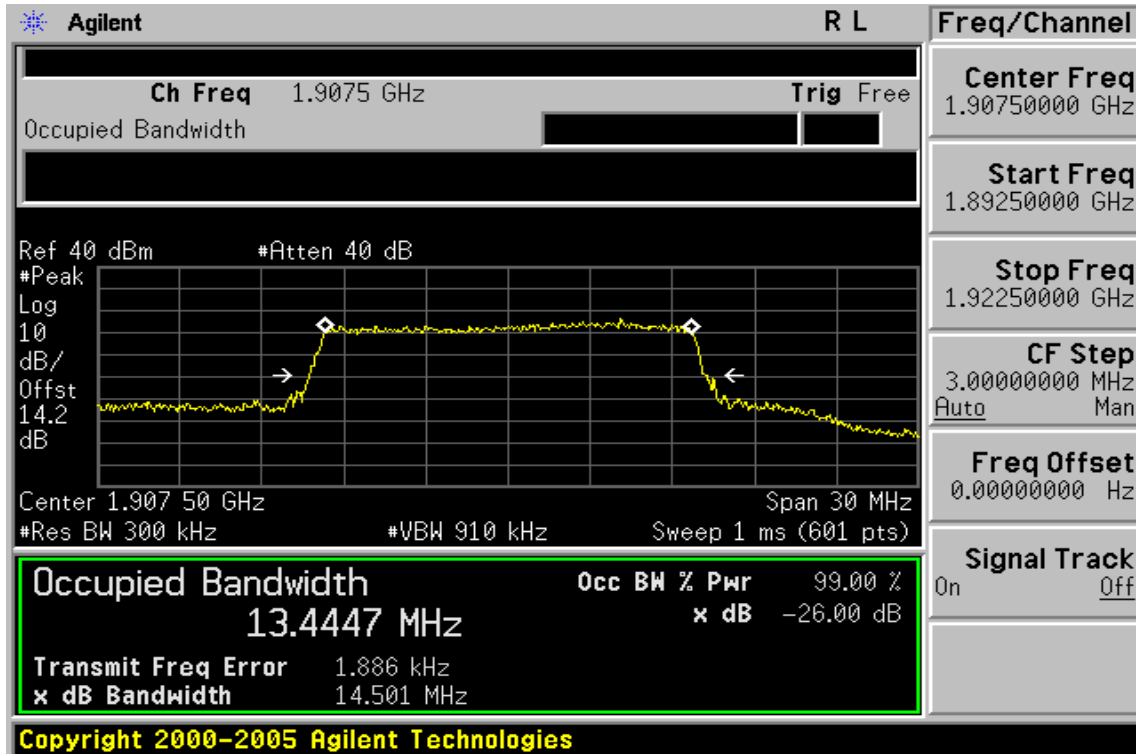 Agilent R L
Ch Freq 1.9075 GHz Trig Free
Occupied Bandwidth
Ref 40 dBm #Atten 40 dB
#Peak
Log
10
dB/
Offst
14.2
dB
Center 1.907 50 GHz Span 30 MHz
#Res BW 300 kHz #VBW 910 kHz Sweep 1 ms (601 pts)
Occupied Bandwidth Occ BW % Pwr 99.00 %
13.4447 MHz x dB -26.00 dB
Transmit Freq Error 1.886 kHz
x dB Bandwidth 14.501 MHz
Copyright 2000-2005 Agilent Technologies
Freq/Channel
Center Freq
1.90750000 GHz
Start Freq
1.89250000 GHz
Stop Freq
1.92250000 GHz
CF Step
3.00000000 MHz
Auto Man
Freq Offset
0.00000000 Hz
Signal Track
On Off